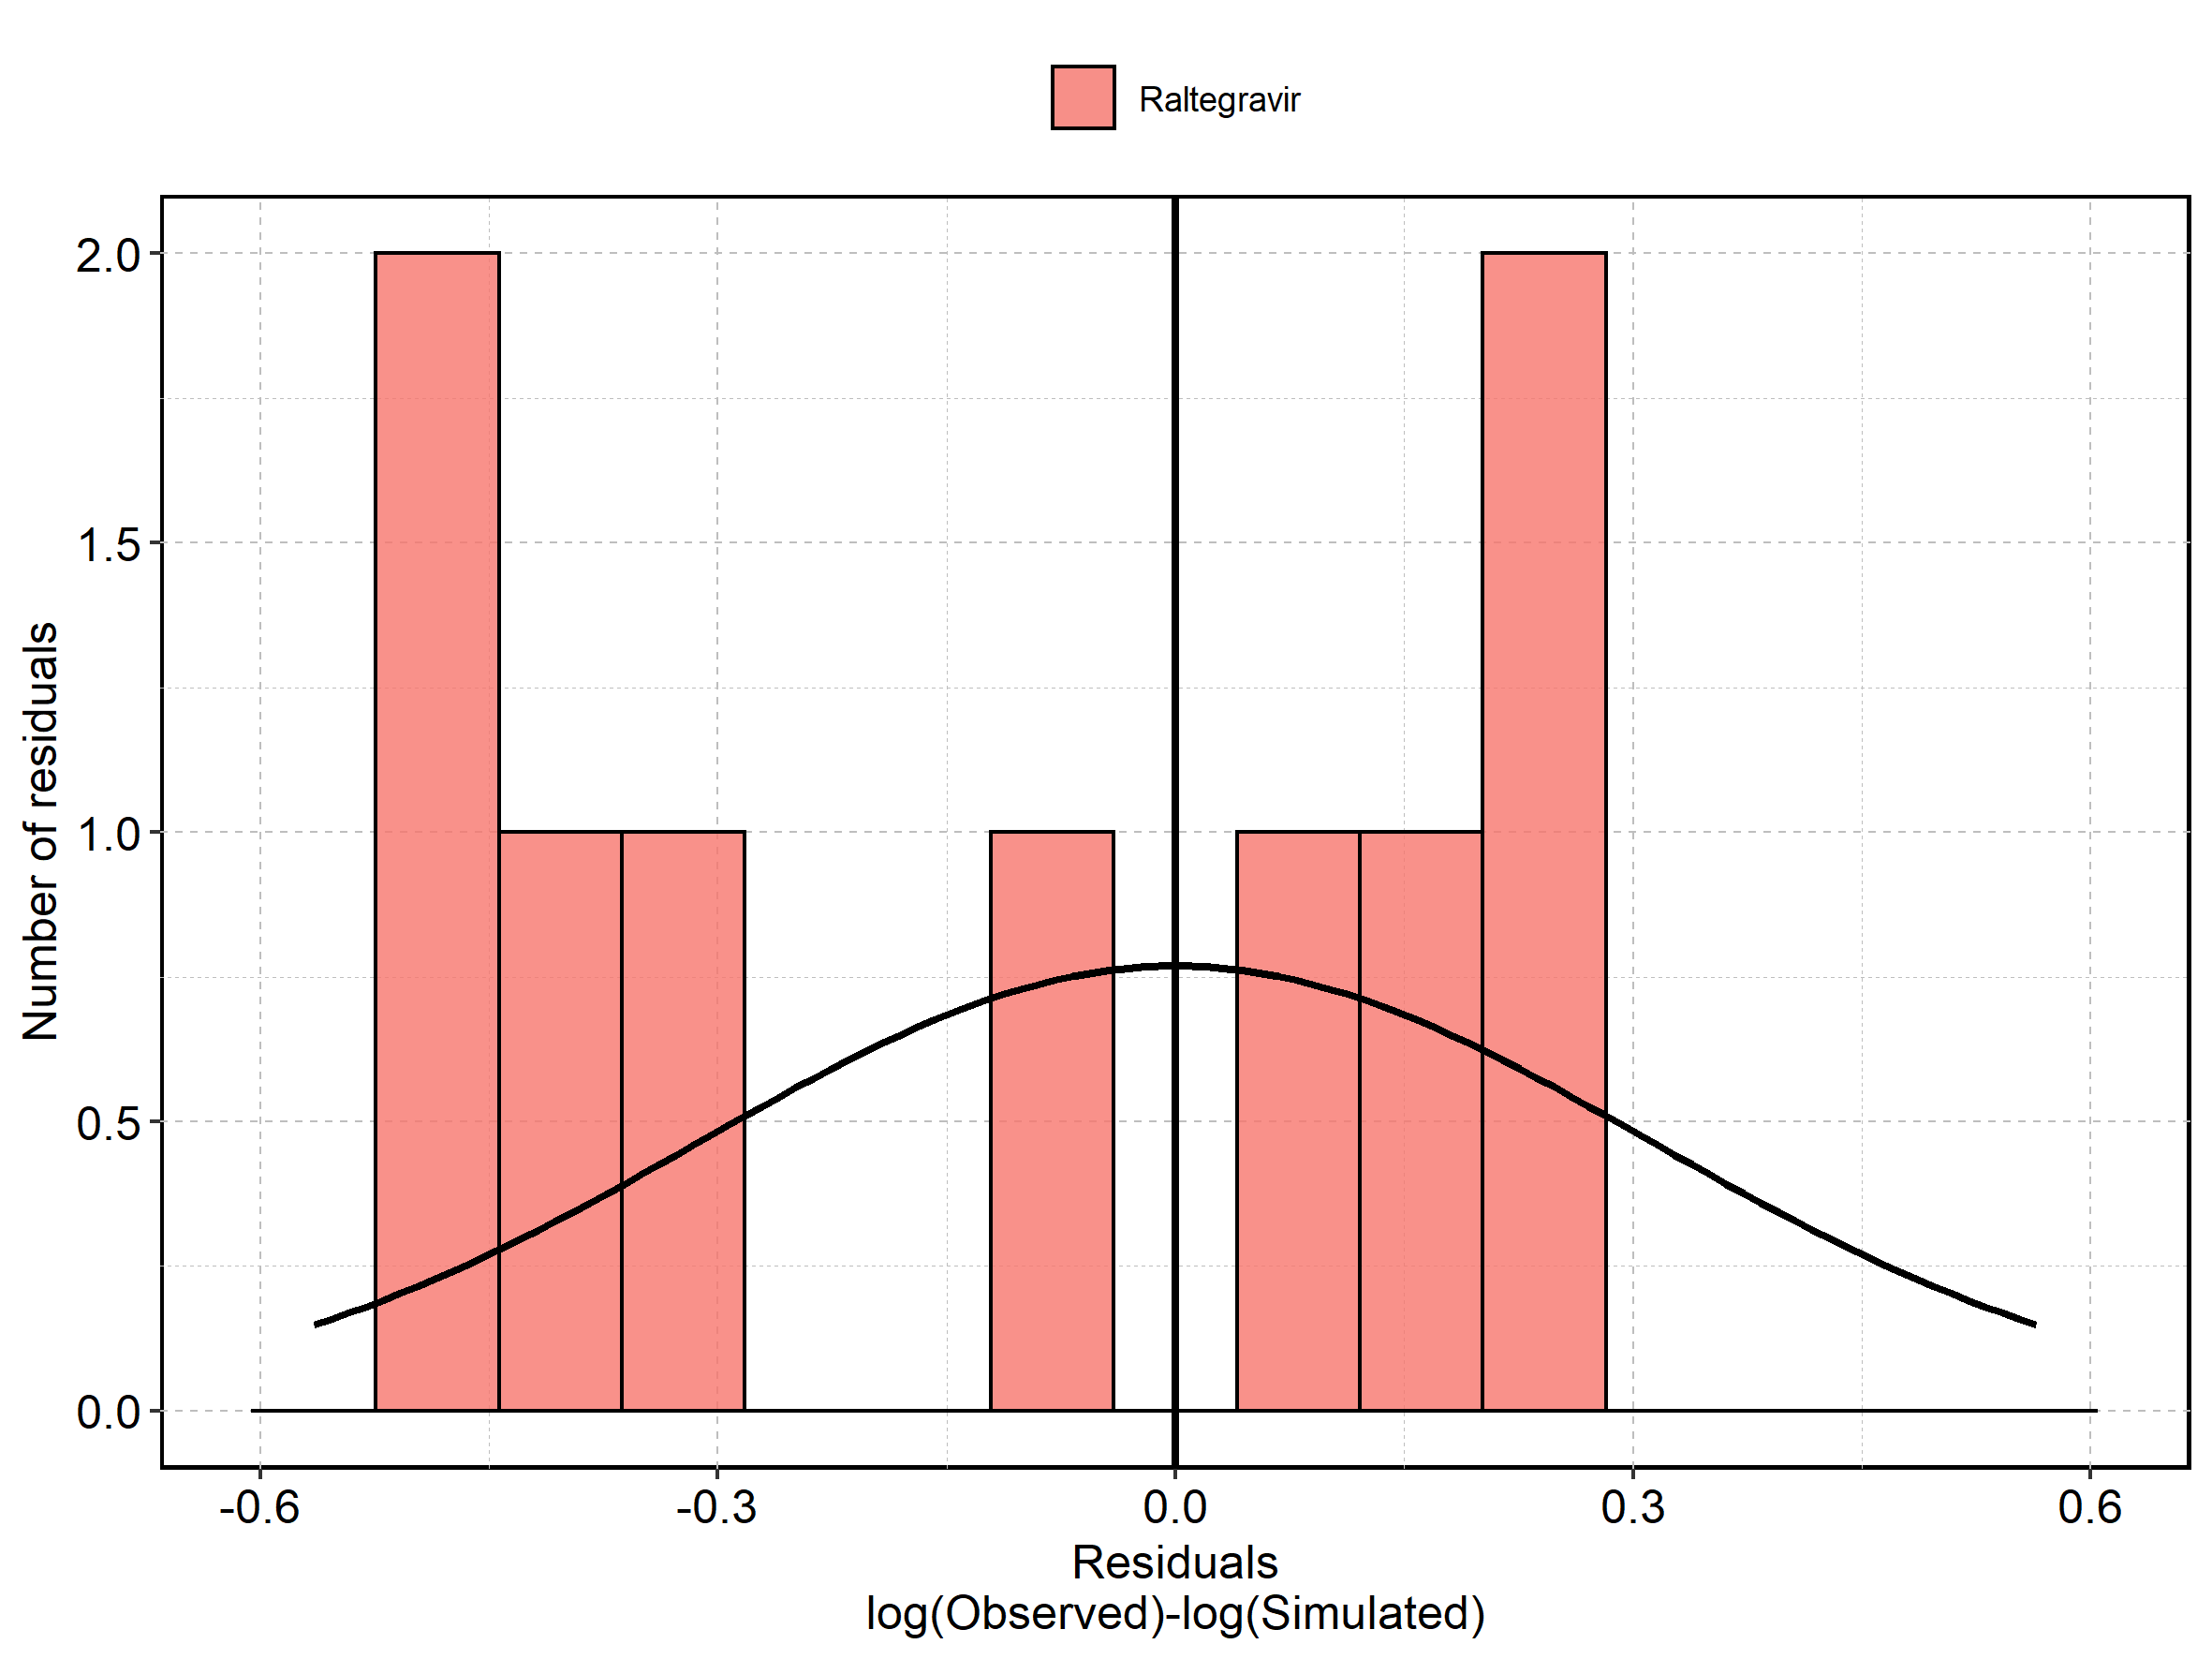 Raltegravir
2.0
1.5
1.0
0.5
0.0
Number of residuals
-0.6 -0.3 0.0 0.3 0.6
Residuals
log(Observed)-log(Simulated)